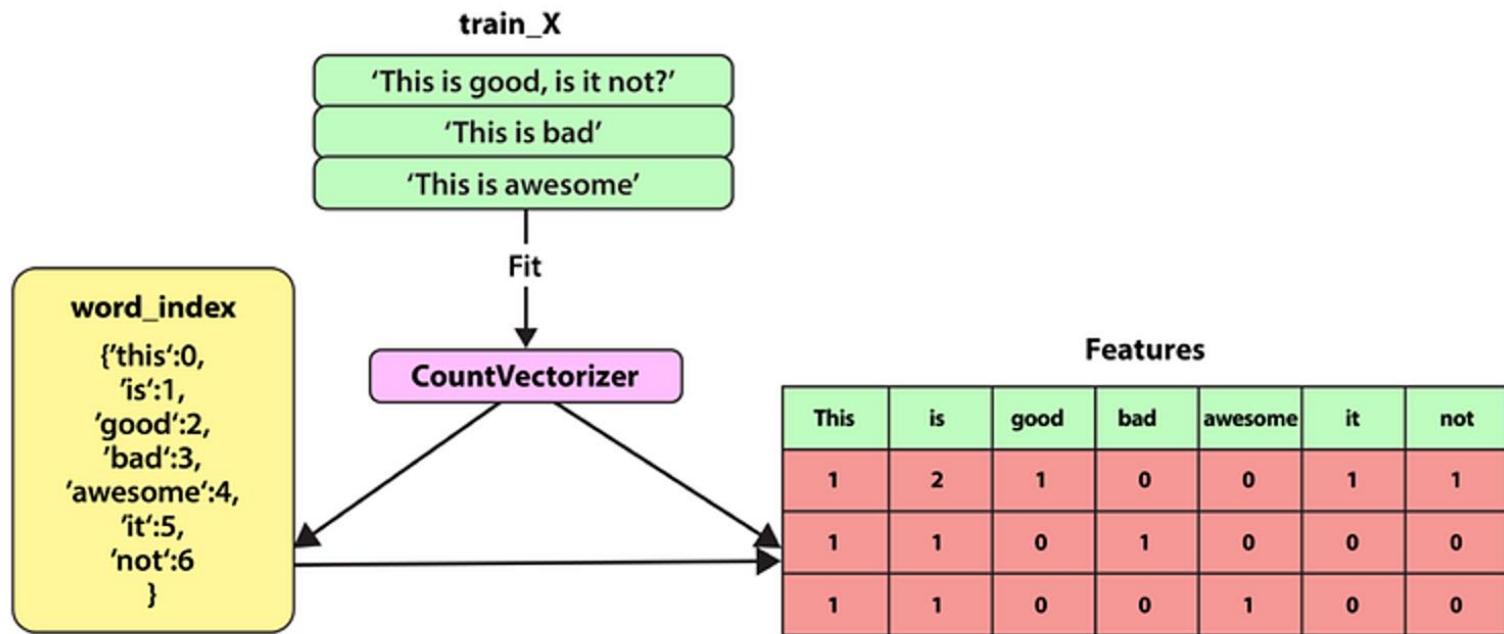 train_X
‘This is good, is it not?’
‘This is bad’
‘This is awesome’
Fit
CountVectorizer
word_index
{’this‘:0,
’is‘:1,
’good‘:2,
’bad‘:3,
’awesome‘:4,
’it‘:5,
’not‘:6
}
Features
This is good bad awesome it not
1 2 1 0 0 1 1
1 1 0 1 0 0 0
1 1 0 0 1 0 0